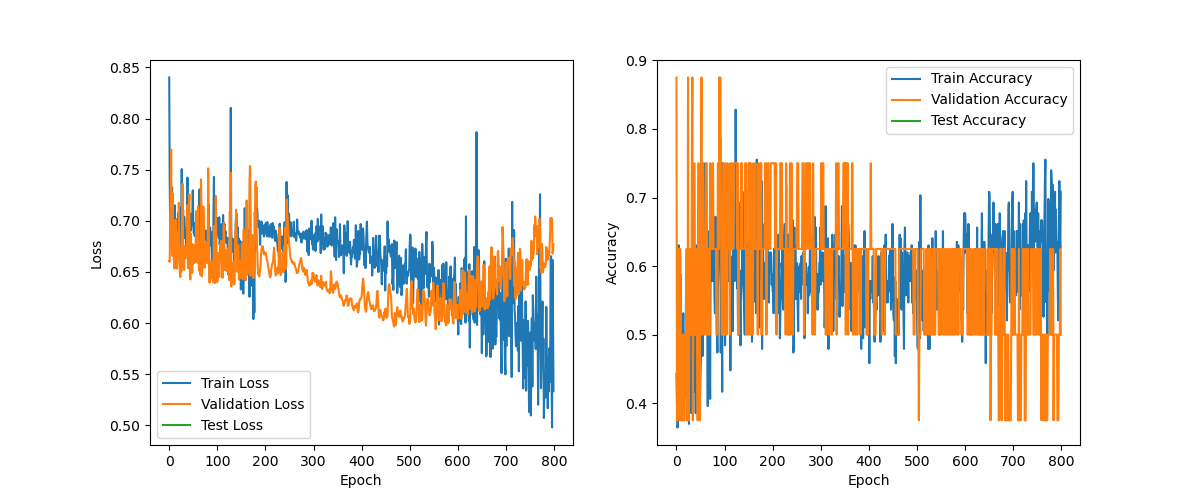 0.85
0.80
0.75
0.70
0.65
0.60
0.55
0.50
Loss
Train Loss
Validation Loss
Test Loss
0 100 200 300 400 500 600 700 800
Epoch
0.9
0.8
0.7
0.6
0.5
0.4
Accuracy
Train Accuracy
Validation Accuracy
Test Accuracy
0 100 200 300 400 500 600 700 800
Epoch